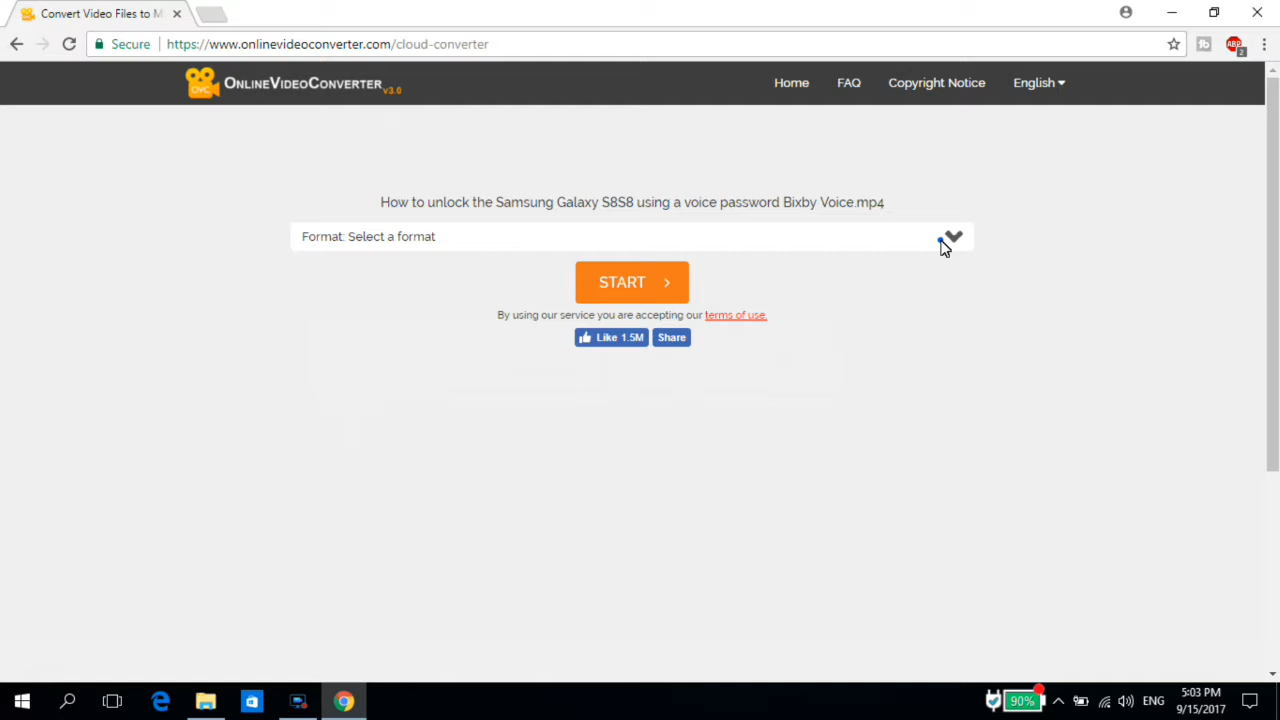 Convert Video Files to M
Secure
https://www.onlinevideoconverter.com/cloud-converter
ABP
2
OVC
ONLINEVIDEOCONVERTER v3.0
Home
FAQ
Copyright Notice
English
How to unlock the Samsung Galaxy S8S8 using a voice password Bixby Voice.mp4
Format: Select a format
START
By using our service you are accepting our terms of use.
Like 1.5M
Share
90%
ENG
5:03 PM
9/15/2017